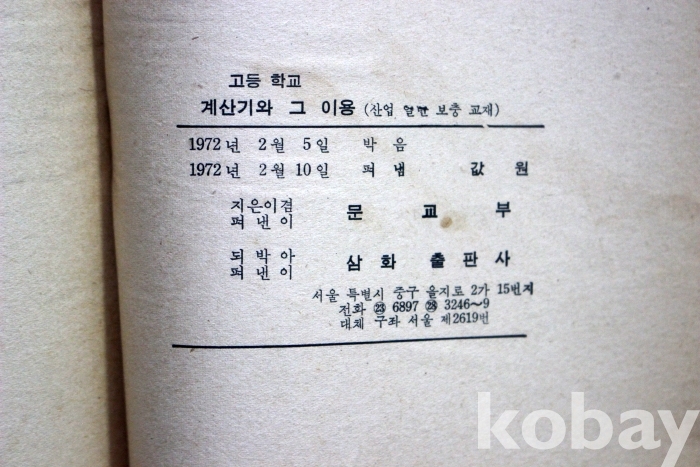 고등 학교
계산기와 그 이용 (산업 일반 보충 교재)
1972년 2월 5일 박음
1972년 2월 10일 펴냄 값 원
지은이겸
펴 낸 이 문 교 부
되 박 아
펴 낸 이 삼화 출판사
서울 특별시 중구 을지로 2가 15번지
전화 ㉓ 6897 ㉘ 3246~9
대체 구좌 서울 제2619번
kobay